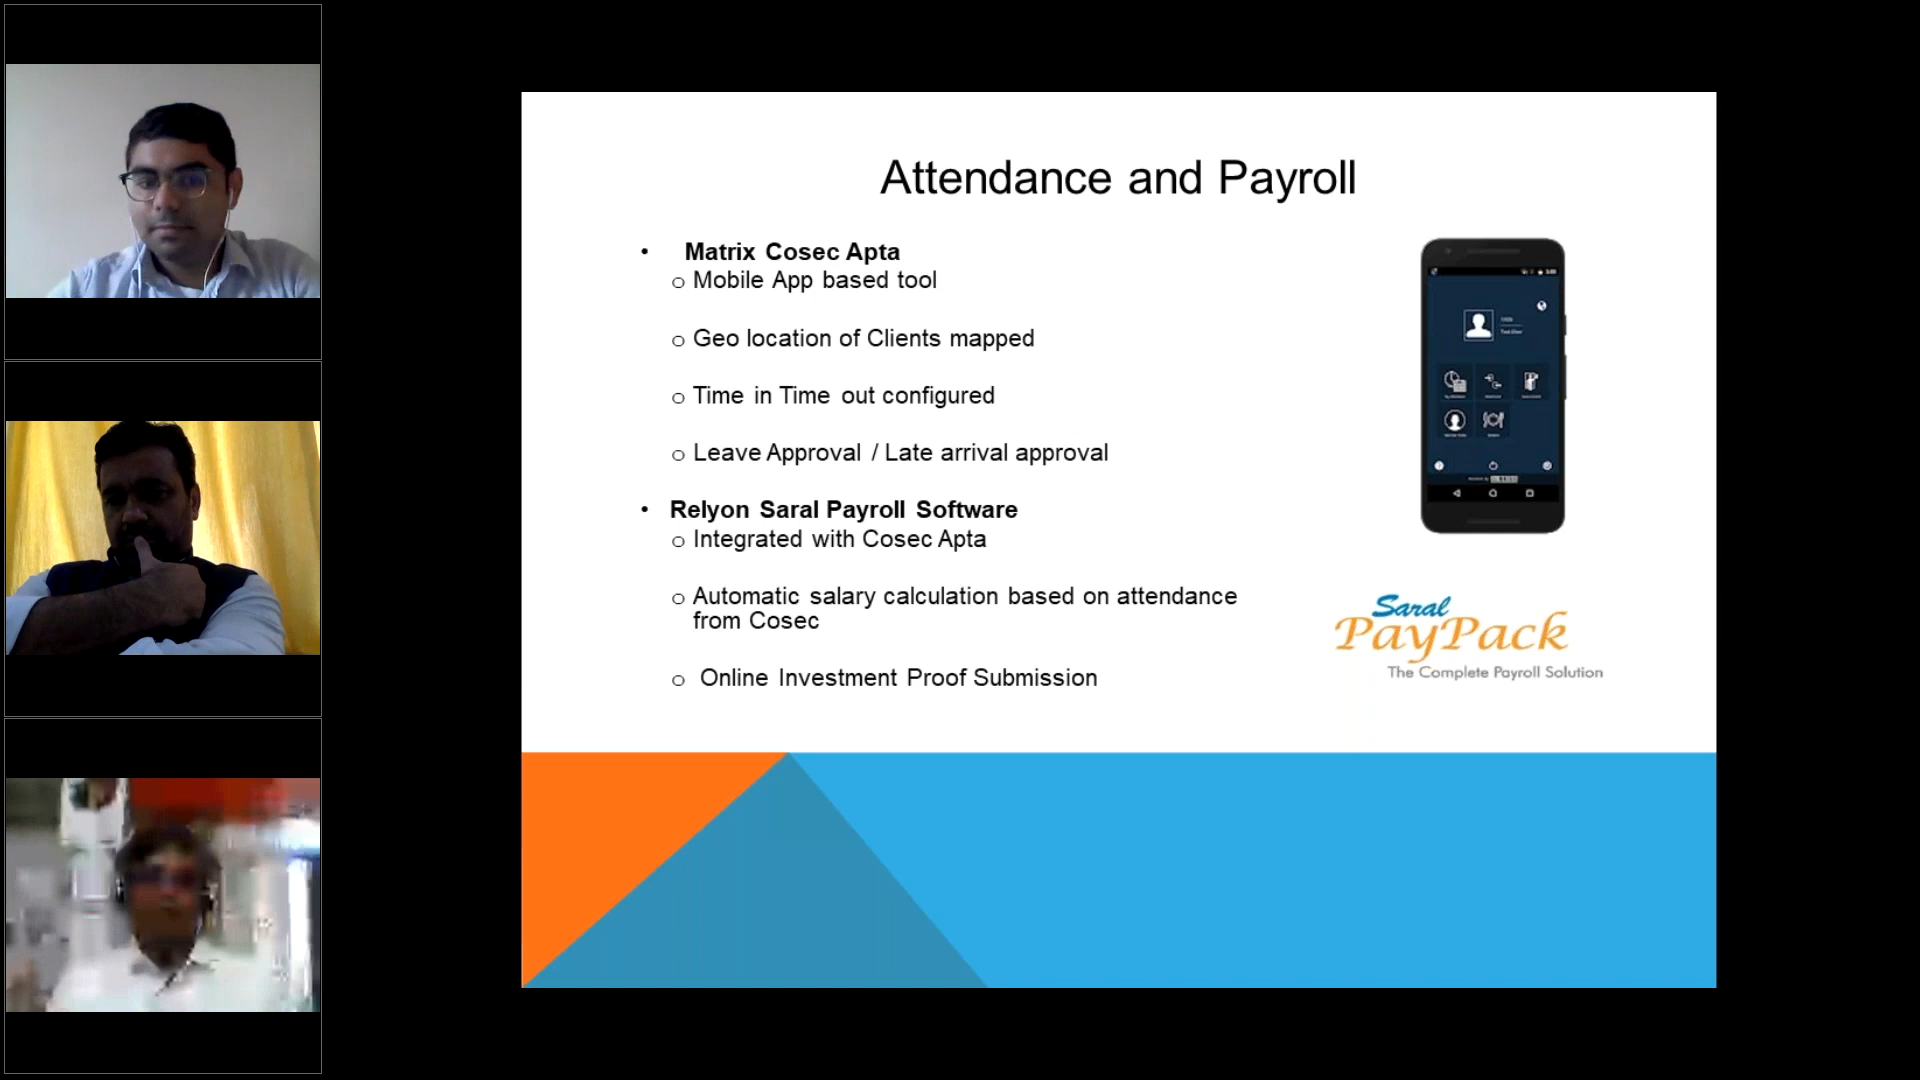 Attendance and Payroll
• Matrix Cosec Apta
o Mobile App based tool
o Geo location of Clients mapped
o Time in Time out configured
o Leave Approval / Late arrival approval
• Relyon Saral Payroll Software
o Integrated with Cosec Apta
o Automatic salary calculation based on attendance
from Cosec
o Online Investment Proof Submission
Saral
PayPack
The Complete Payroll Solution